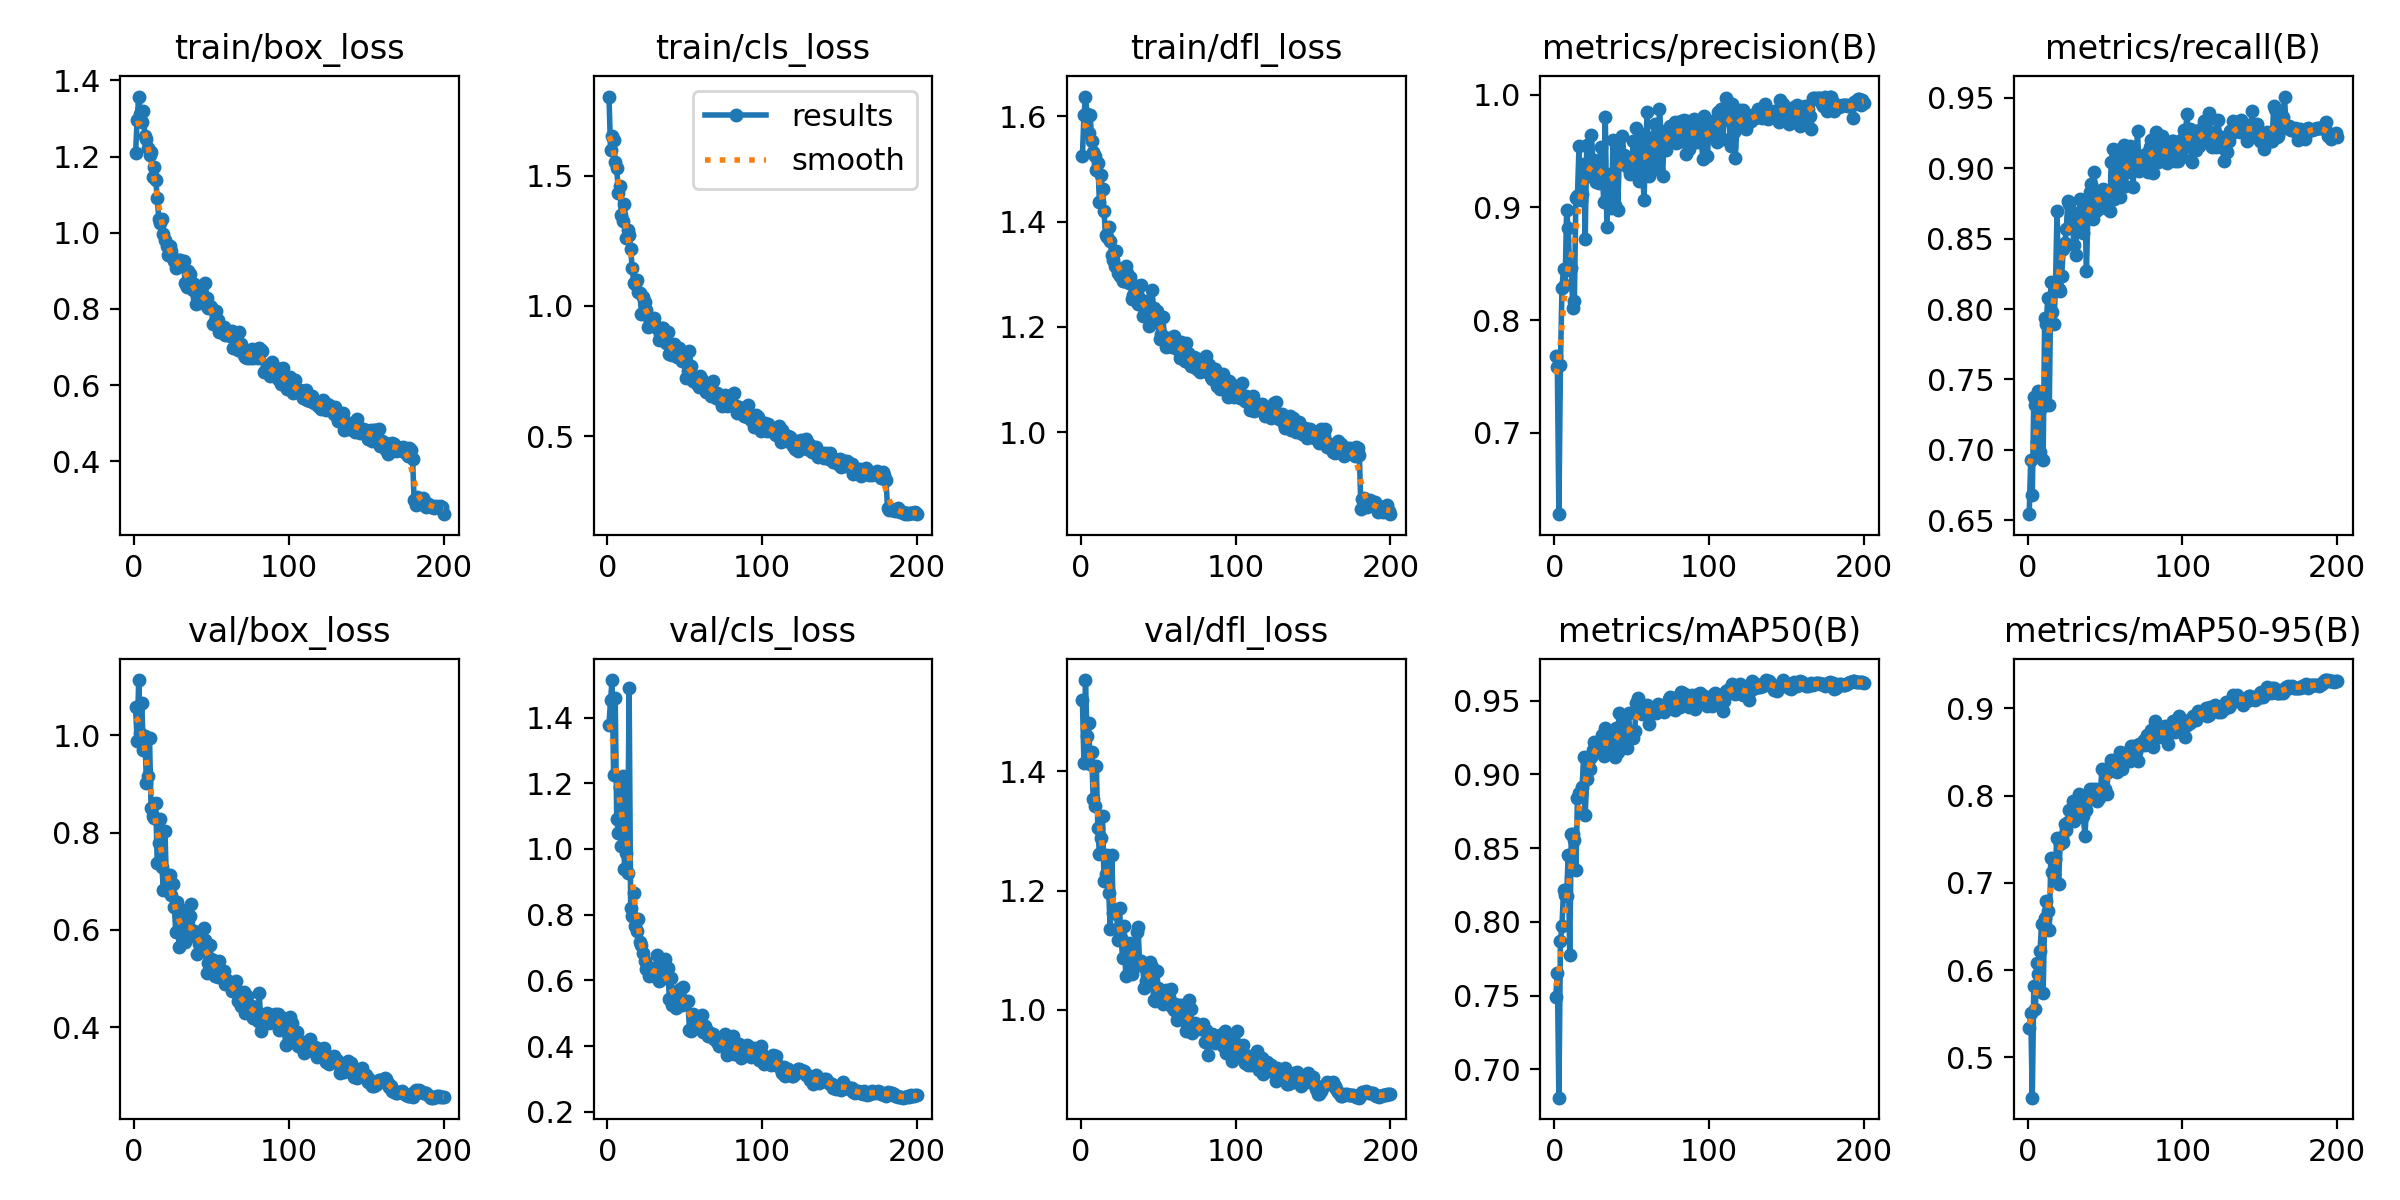 train/box_loss
1.4
1.2
1.0
0.8
0.6
0.4
0 100 200
train/cls_loss
results
smooth
1.5
1.0
0.5
0 100 200
train/dfl_loss
1.6
1.4
1.2
1.0
0 100 200
metrics/precision(B)
1.0
0.9
0.8
0.7
0 100 200
metrics/recall(B)
0.95
0.90
0.85
0.80
0.75
0.70
0.65
0 100 200
val/box_loss
1.0
0.8
0.6
0.4
0 100 200
val/cls_loss
1.4
1.2
1.0
0.8
0.6
0.4
0.2
0 100 200
val/dfl_loss
1.4
1.2
1.0
0 100 200
metrics/mAP50(B)
0.95
0.90
0.85
0.80
0.75
0.70
0 100 200
metrics/mAP50-95(B)
0.9
0.8
0.7
0.6
0.5
0 100 200